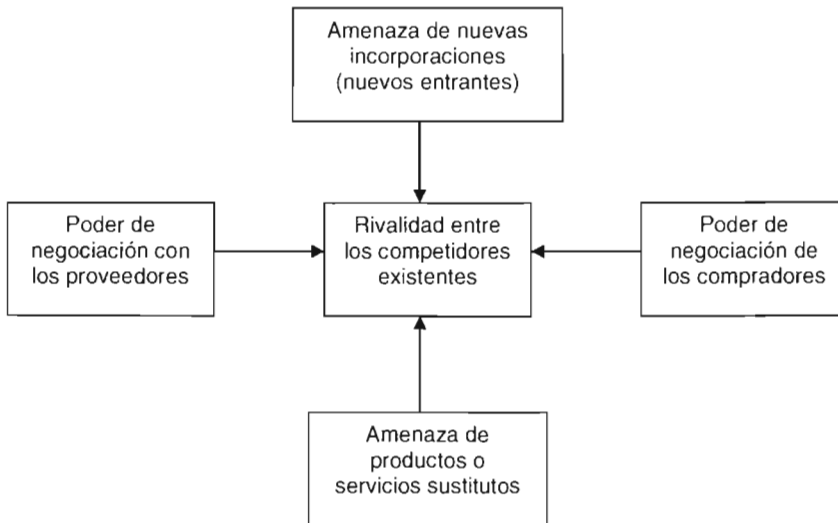 Amenaza de nuevas
incorporaciones
(nuevos entrantes)
Poder de
negociación con
los proveedores
Rivalidad entre
los competidores
existentes
Poder de
negociación de
los compradores
Amenaza de
productos o
servicios sustitutos